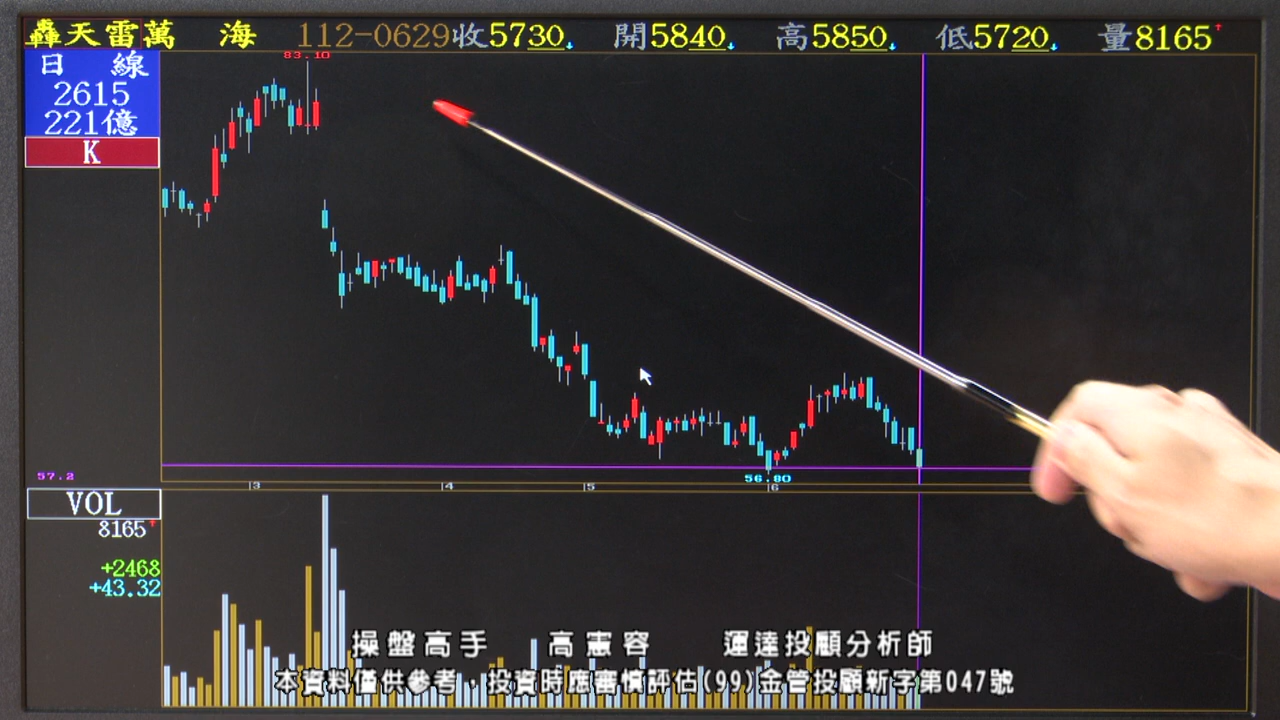 轟天雷萬 海 112-0629收5730↓ 開5840↓ 高5850↓ 低5720↓ 量8165↑
日 線
2615
221億
K
83.10
57.2
56.80
3 4 5 6
VOL
8165↑
+2468
+43.32
操盤高手 高憲容 運達投顧分析師
本資料僅供參考，投資時應審慎評估(99)金管投顧新字第047號